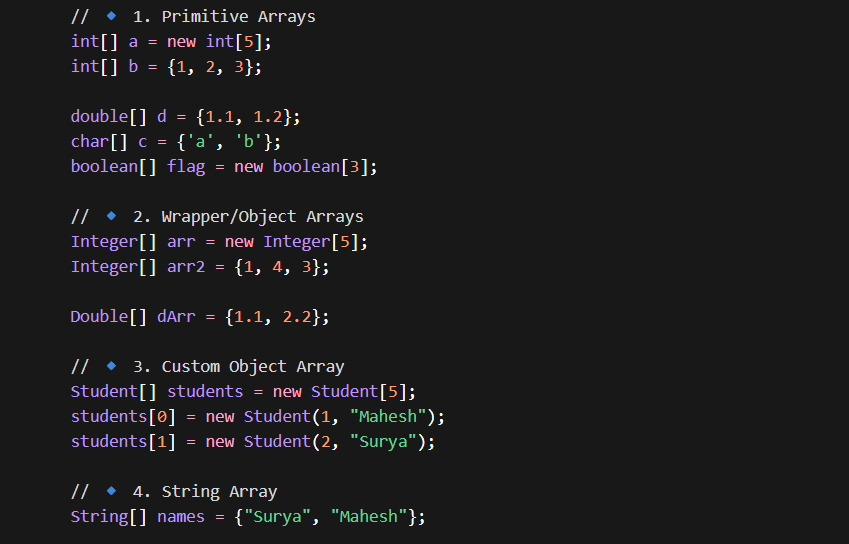 // 🔹 1. Primitive Arrays
int[] a = new int[5];
int[] b = {1, 2, 3};
double[] d = {1.1, 1.2};
char[] c = {'a', 'b'};
boolean[] flag = new boolean[3];
// 🔹 2. Wrapper/Object Arrays
Integer[] arr = new Integer[5];
Integer[] arr2 = {1, 4, 3};
Double[] dArr = {1.1, 2.2};
// 🔹 3. Custom Object Array
Student[] students = new Student[5];
students[0] = new Student(1, "Mahesh");
students[1] = new Student(2, "Surya");
// 🔹 4. String Array
String[] names = {"Surya", "Mahesh"};